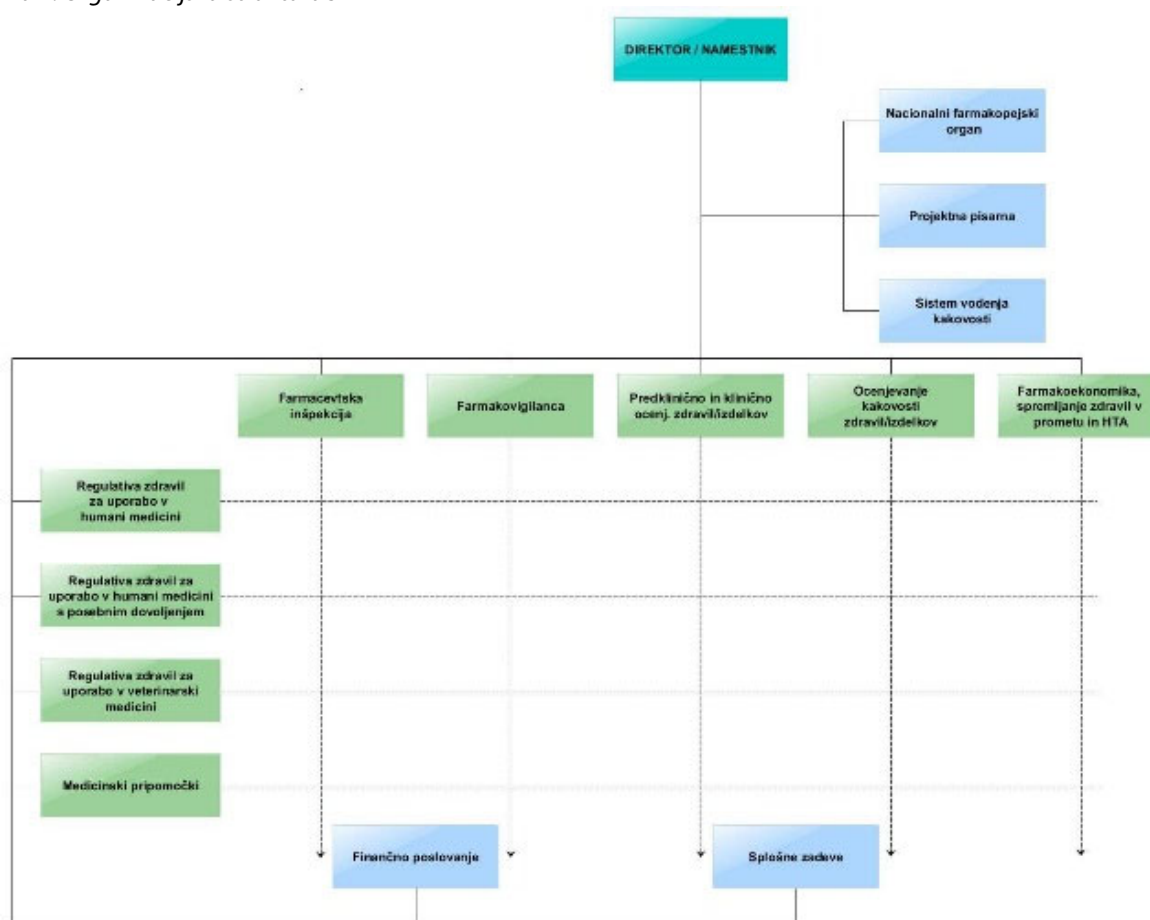 DIREKTOR / NAMESTNIK
Nacionalni farmakopejski
organ
Projektna pisarna
Sistem vodenja
kakovosti
Farmacevtska
inšpekcija
Farmakovigilanca
Predklinično in klinično
ocenj. zdravil/izdelkov
Ocenjevanje
kakovosti
zdravil/izdelkov
Farmakoekonomika,
spremljanje zdravil v
prometu in HTA
Regulativa zdravil
za uporabo v
humani medicini
Regulativa zdravil za
uporabo v humani medicini
s posebnim dovoljenjem
Regulativa zdravil za
uporabo v veterinarski
medicini
Medicinski pripomočki
Finančno poslovanje
Splošne zadeve